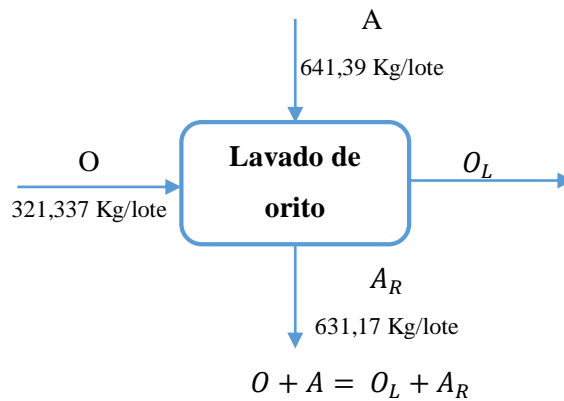 A
641,39 Kg/lote
O
321,337 Kg/lote
Lavado de
orito
O_L
A_R
631,17 Kg/lote
O + A = O_L + A_R